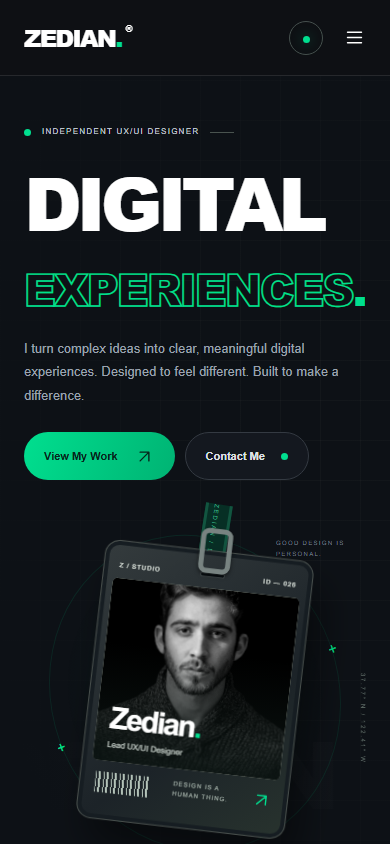 ZEDIAN.®
INDEPENDENT UX/UI DESIGNER
DIGITAL
EXPERIENCES.
I turn complex ideas into clear, meaningful digital
experiences. Designed to feel different. Built to make a
difference.
View My Work
Contact Me
ZEDIAN /
GOOD DESIGN IS
PERSONAL.
Z / STUDIO
ID — 026
Zedian.
Lead UX/UI Designer
DESIGN IS A
HUMAN THING.